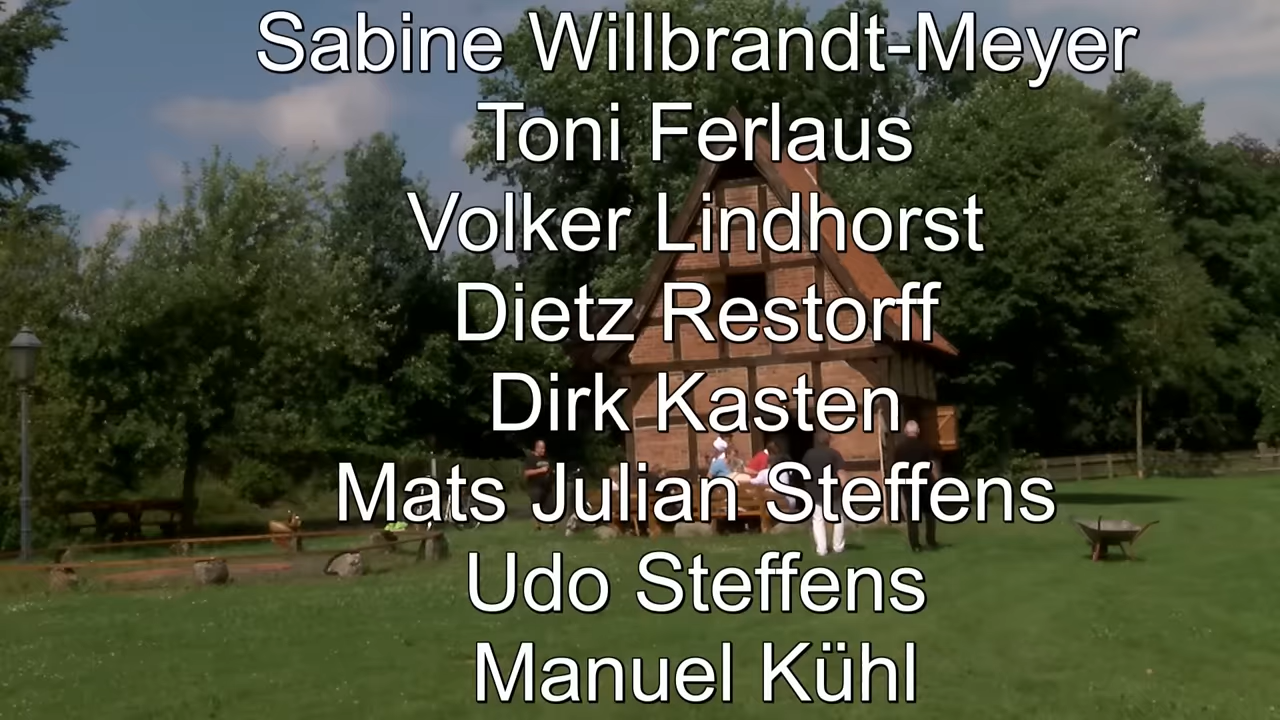 Sabine Willbrandt-Meyer
Toni Ferlaus
Volker Lindhorst
Dietz Restorff
Dirk Kasten
Mats Julian Steffens
Udo Steffens
Manuel Kühl